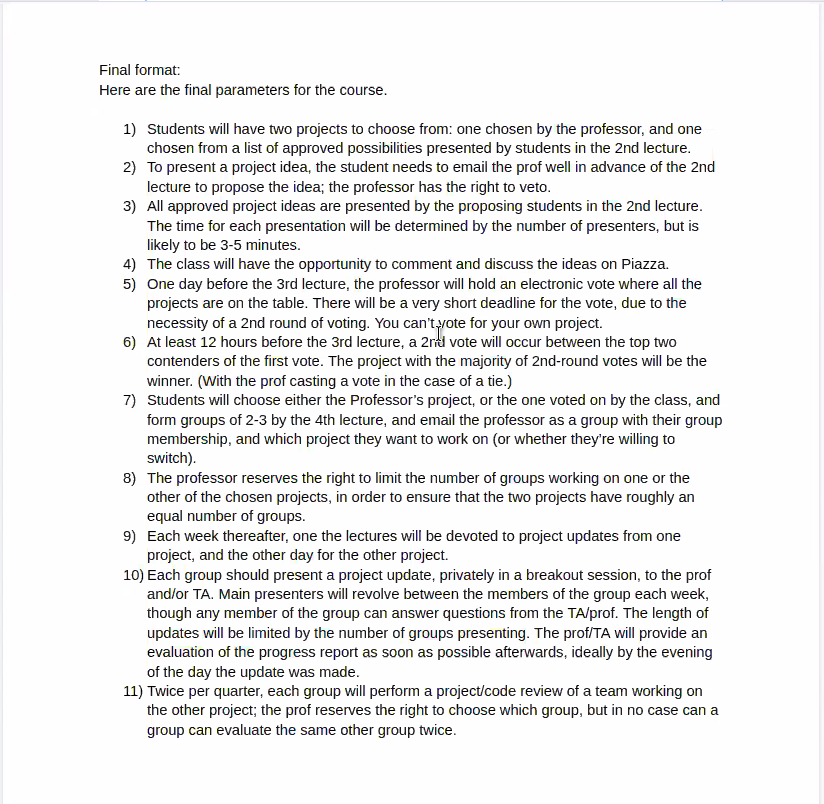 Final format:
Here are the final parameters for the course.
1) Students will have two projects to choose from: one chosen by the professor, and one
chosen from a list of approved possibilities presented by students in the 2nd lecture.
2) To present a project idea, the student needs to email the prof well in advance of the 2nd
lecture to propose the idea; the professor has the right to veto.
3) All approved project ideas are presented by the proposing students in the 2nd lecture.
The time for each presentation will be determined by the number of presenters, but is
likely to be 3-5 minutes.
4) The class will have the opportunity to comment and discuss the ideas on Piazza.
5) One day before the 3rd lecture, the professor will hold an electronic vote where all the
projects are on the table. There will be a very short deadline for the vote, due to the
necessity of a 2nd round of voting. You can't vote for your own project.
6) At least 12 hours before the 3rd lecture, a 2nd vote will occur between the top two
contenders of the first vote. The project with the majority of 2nd-round votes will be the
winner. (With the prof casting a vote in the case of a tie.)
7) Students will choose either the Professor's project, or the one voted on by the class, and
form groups of 2-3 by the 4th lecture, and email the professor as a group with their group
membership, and which project they want to work on (or whether they're willing to
switch).
8) The professor reserves the right to limit the number of groups working on one or the
other of the chosen projects, in order to ensure that the two projects have roughly an
equal number of groups.
9) Each week thereafter, one the lectures will be devoted to project updates from one
project, and the other day for the other project.
10) Each group should present a project update, privately in a breakout session, to the prof
and/or TA. Main presenters will revolve between the members of the group each week,
though any member of the group can answer questions from the TA/prof. The length of
updates will be limited by the number of groups presenting. The prof/TA will provide an
evaluation of the progress report as soon as possible afterwards, ideally by the evening
of the day the update was made.
11) Twice per quarter, each group will perform a project/code review of a team working on
the other project; the prof reserves the right to choose which group, but in no case can a
group can evaluate the same other group twice.